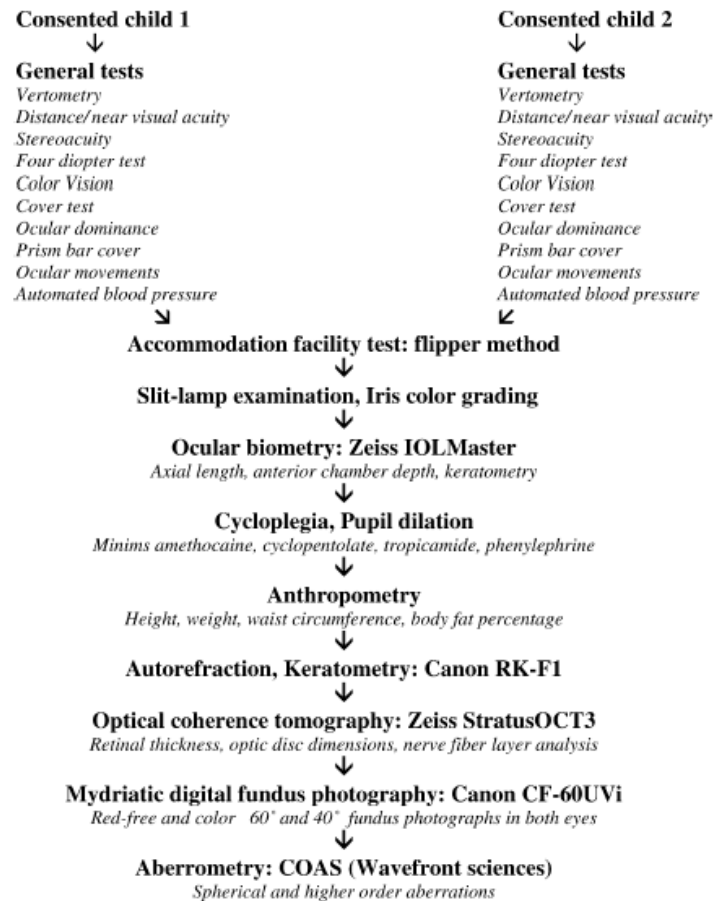 Consented child 1
↓
General tests
Vertometry
Distance/near visual acuity
Stereoacuity
Four diopter test
Color Vision
Cover test
Ocular dominance
Prism bar cover
Ocular movements
Automated blood pressure
↘
Consented child 2
↓
General tests
Vertometry
Distance/near visual acuity
Stereoacuity
Four diopter test
Color Vision
Cover test
Ocular dominance
Prism bar cover
Ocular movements
Automated blood pressure
↙
Accommodation facility test: flipper method
↓
Slit-lamp examination, Iris color grading
↓
Ocular biometry: Zeiss IOLMaster
Axial length, anterior chamber depth, keratometry
↓
Cycloplegia, Pupil dilation
Minims amethocaine, cyclopentolate, tropicamide, phenylephrine
↓
Anthropometry
Height, weight, waist circumference, body fat percentage
↓
Autorefraction, Keratometry: Canon RK-F1
↓
Optical coherence tomography: Zeiss StratusOCT3
Retinal thickness, optic disc dimensions, nerve fiber layer analysis
↓
Mydriatic digital fundus photography: Canon CF-60UVi
Red-free and color 60˚ and 40˚ fundus photographs in both eyes
↓
Aberrometry: COAS (Wavefront sciences)
Spherical and higher order aberrations